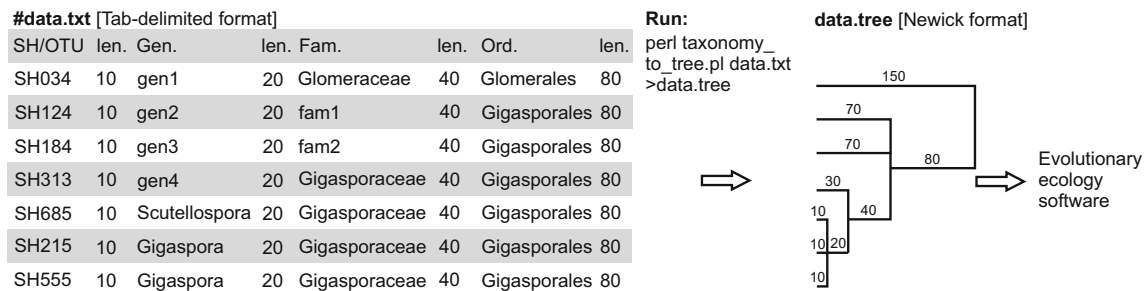 #data.txt [Tab-delimited format]
SH/OTU len. Gen. len. Fam. len. Ord. len.
SH034 10 gen1 20 Glomeraceae 40 Glomerales 80
SH124 10 gen2 20 fam1 40 Gigasporales 80
SH184 10 gen3 20 fam2 40 Gigasporales 80
SH313 10 gen4 20 Gigasporaceae 40 Gigasporales 80
SH685 10 Scutellospora 20 Gigasporaceae 40 Gigasporales 80
SH215 10 Gigaspora 20 Gigasporaceae 40 Gigasporales 80
SH555 10 Gigaspora 20 Gigasporaceae 40 Gigasporales 80
Run:
perl taxonomy_
to_tree.pl data.txt
>data.tree
data.tree [Newick format]
150
70
70
80
30
10
40
10 20
10
Evolutionary
ecology
software